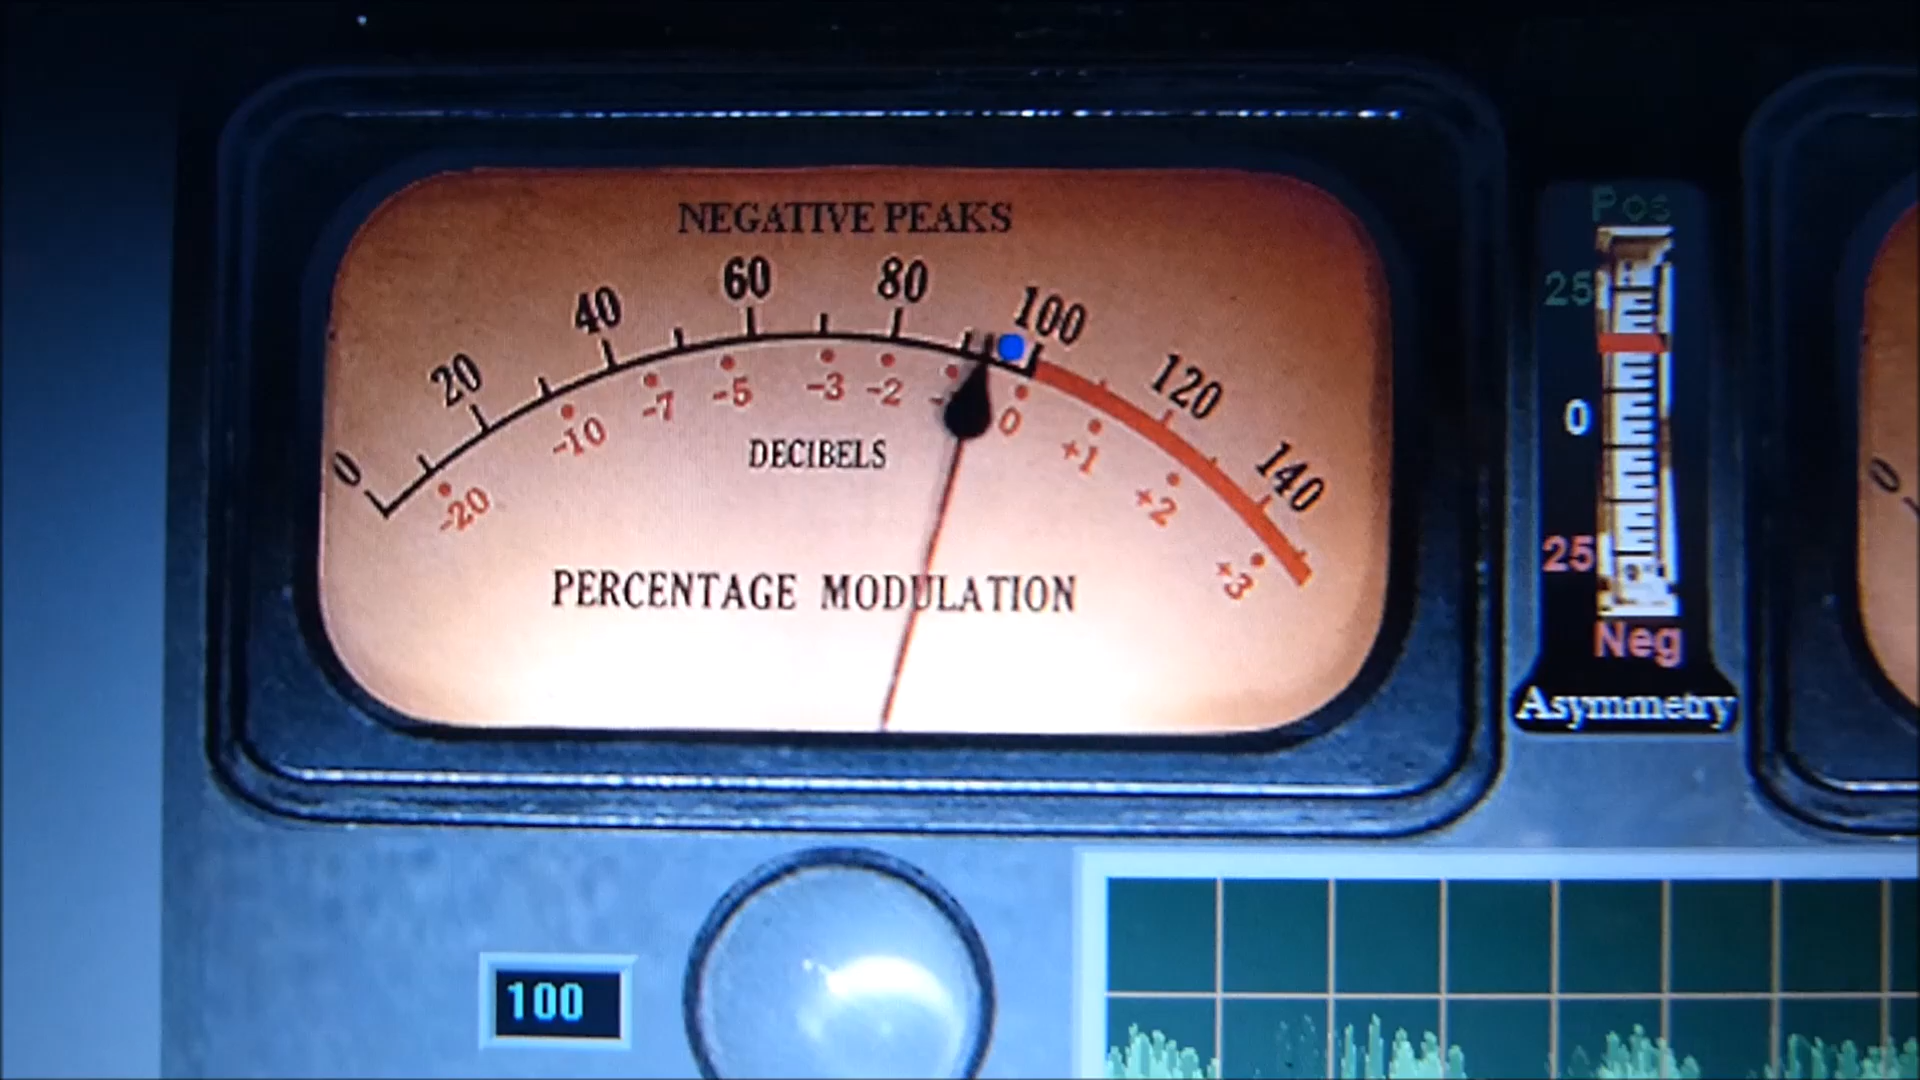 NEGATIVE PEAKS
0 20 40 60 80 100 120 140
-20 -10 -7 -5 -3 -2 0 +1 +2 +3
DECIBELS
PERCENTAGE MODULATION
Pos
25
0
25
Neg
Asymmetry
0
100